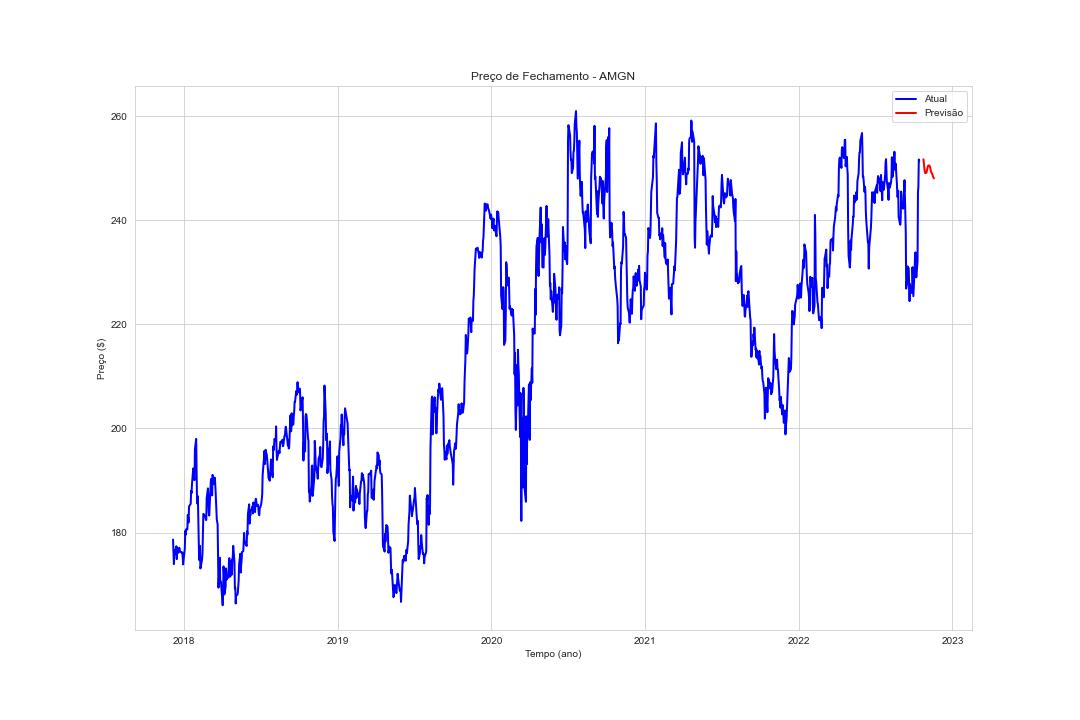 Preço de Fechamento - AMGN
Atual
Previsão
260
240
220
200
180
Preço ($)
2018
2019
2020
2021
2022
2023
Tempo (ano)